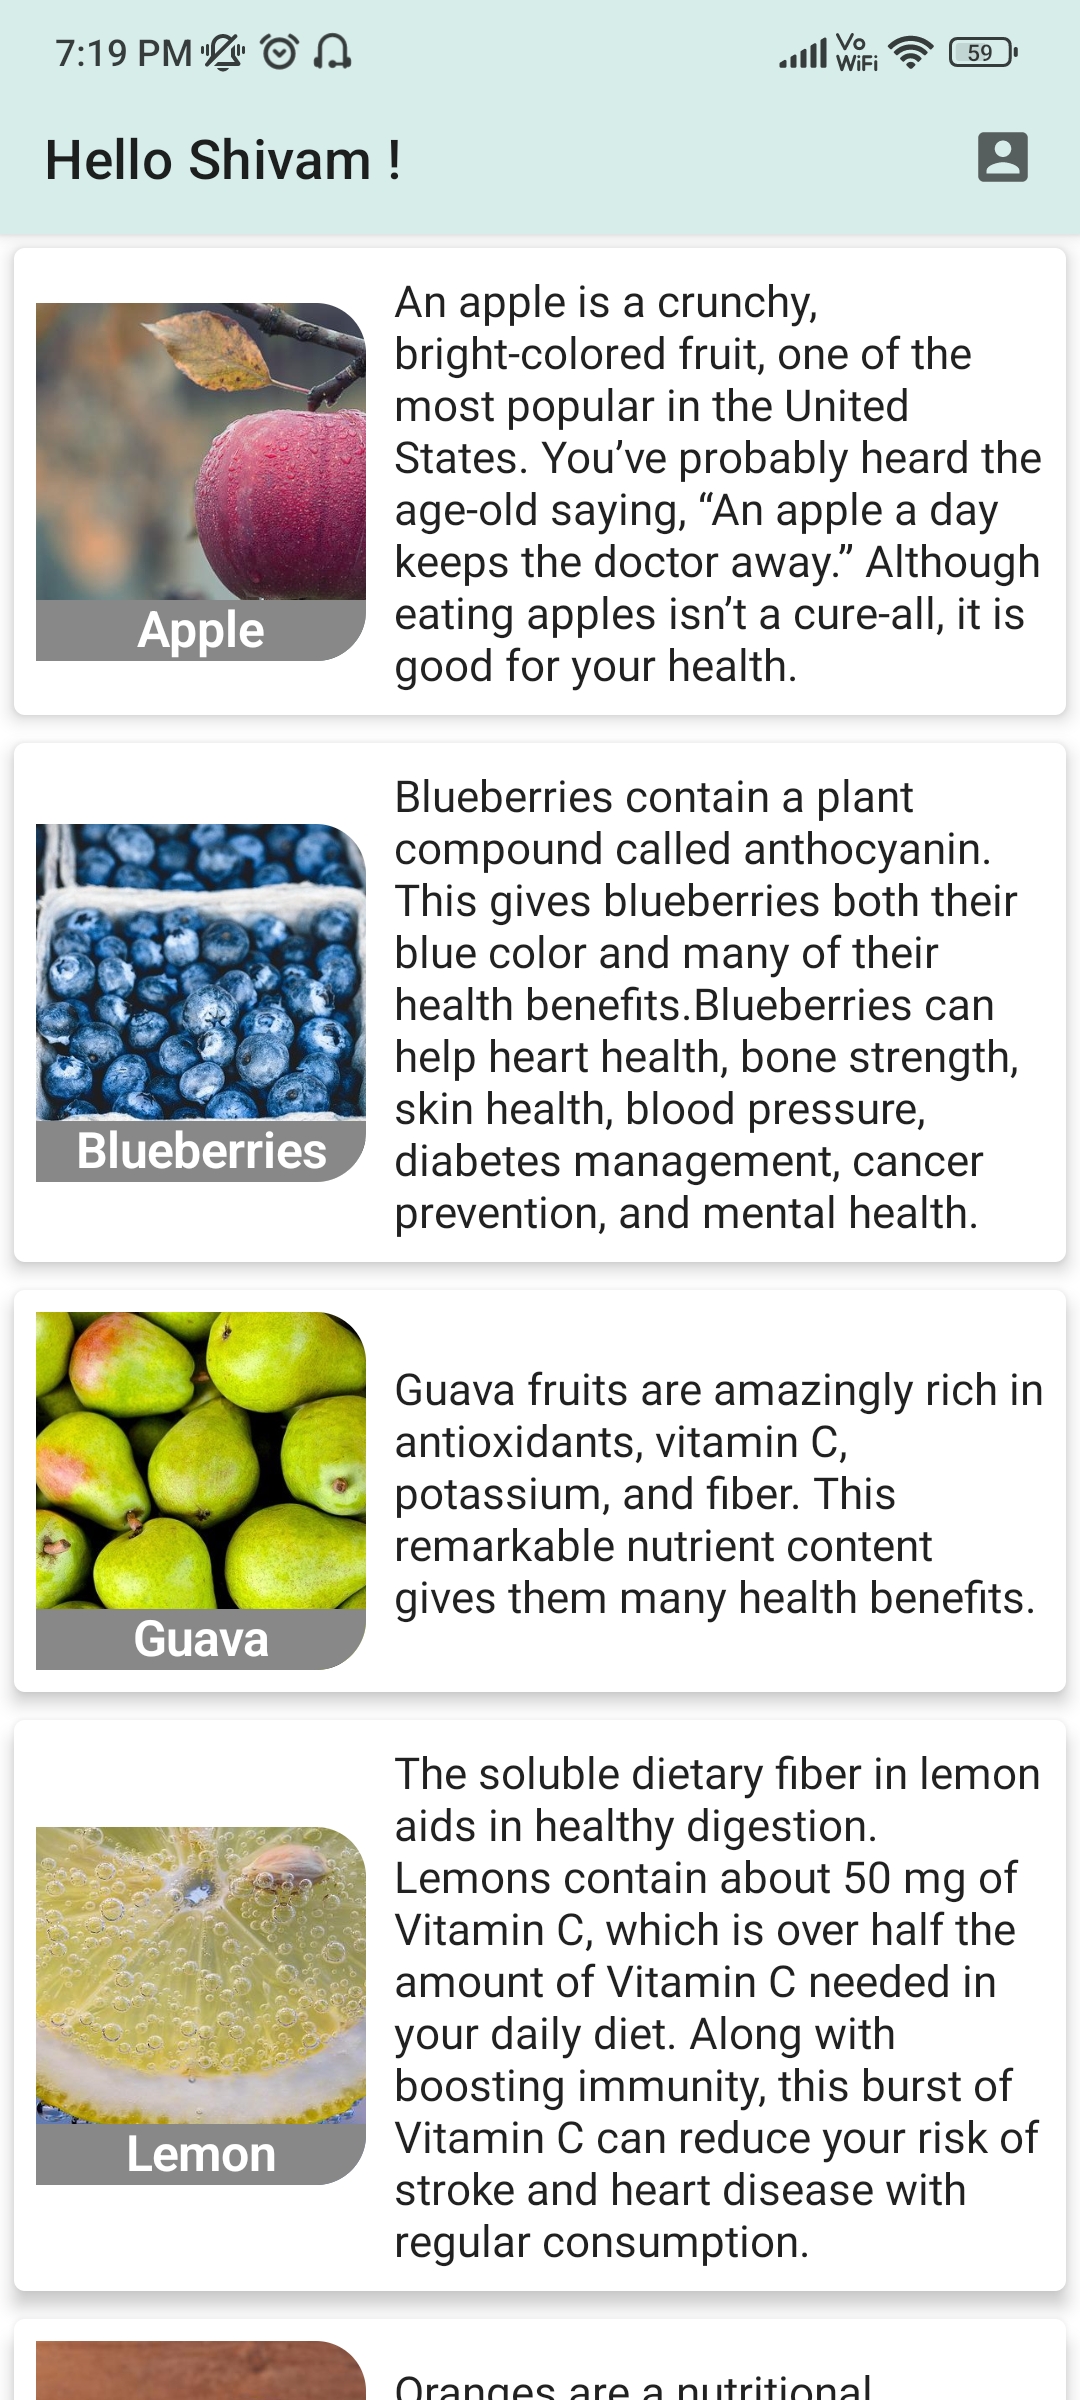 7:19 PM
Vo
WiFi
59
Hello Shivam !
An apple is a crunchy,
bright-colored fruit, one of the
most popular in the United
States. You’ve probably heard the
age-old saying, “An apple a day
keeps the doctor away.” Although
eating apples isn’t a cure-all, it is
good for your health.
Apple
Blueberries contain a plant
compound called anthocyanin.
This gives blueberries both their
blue color and many of their
health benefits.Blueberries can
help heart health, bone strength,
skin health, blood pressure,
diabetes management, cancer
prevention, and mental health.
Blueberries
Guava fruits are amazingly rich in
antioxidants, vitamin C,
potassium, and fiber. This
remarkable nutrient content
gives them many health benefits.
Guava
The soluble dietary fiber in lemon
aids in healthy digestion.
Lemons contain about 50 mg of
Vitamin C, which is over half the
amount of Vitamin C needed in
your daily diet. Along with
boosting immunity, this burst of
Vitamin C can reduce your risk of
stroke and heart disease with
regular consumption.
Lemon
Oranges are a nutritional